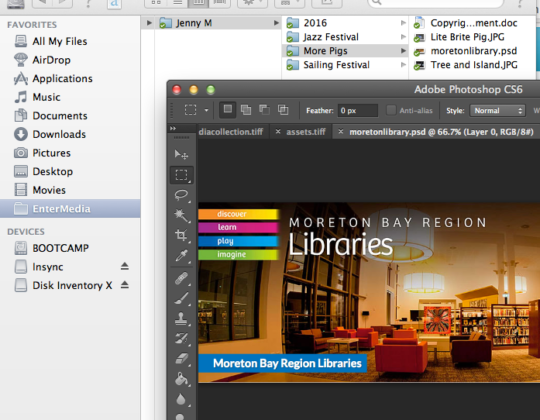 FAVORITES
All My Files
AirDrop
Applications
Music
Documents
Downloads
Pictures
Desktop
Movies
EnterMedia
DEVICES
BOOTCAMP
Insync
Disk Inventory X
Jenny M
2016
Jazz Festival
More Pigs
Sailing Festival
Copyrig...ment.doc
Lite Brite Pig.JPG
moretonlibrary.psd
Tree and Island.JPG
Adobe Photoshop CS6
Feather: 0 px Anti-alias Style: Normal W
diacollection.tiff × assets.tiff × moretonlibrary.psd @ 66.7% (Layer 0, RGB/8#)
discover
learn
play
imagine
MORETON BAY REGION
Libraries
Moreton Bay Region Libraries